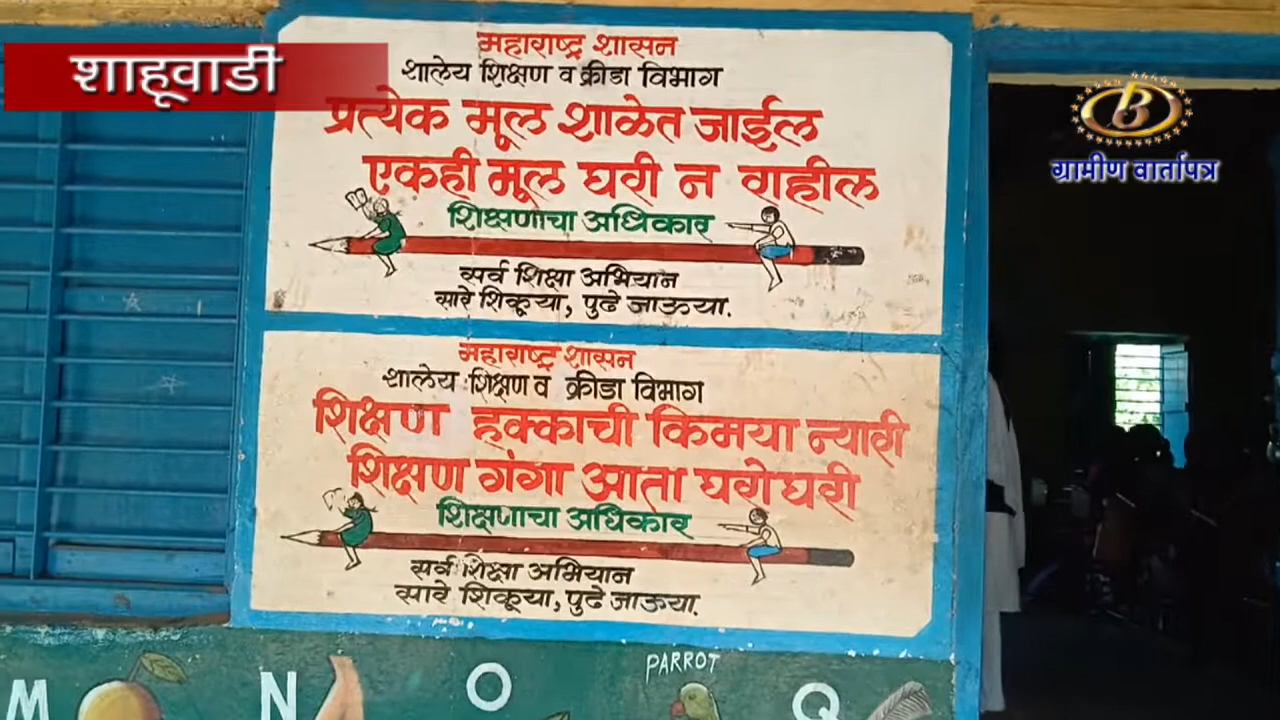 शाहूवाडी
B
ग्रामीण वार्तापत्र
महाराष्ट्र शासन
शालेय शिक्षण व क्रीडा विभाग
प्रत्येक मूल शाळेत जाईल
एकही मूल घरी न राहील
शिक्षणाचा अधिकार
सर्व शिक्षा अभियान
सारे शिकूया, पुढे जाऊया.
महाराष्ट्र शासन
शालेय शिक्षण व क्रीडा विभाग
शिक्षण हक्काची किमया न्यारी
शिक्षण गंगा आता घरोघरी
शिक्षणाचा अधिकार
सर्व शिक्षा अभियान
सारे शिकूया, पुढे जाऊया.
PARROT
M N O Q